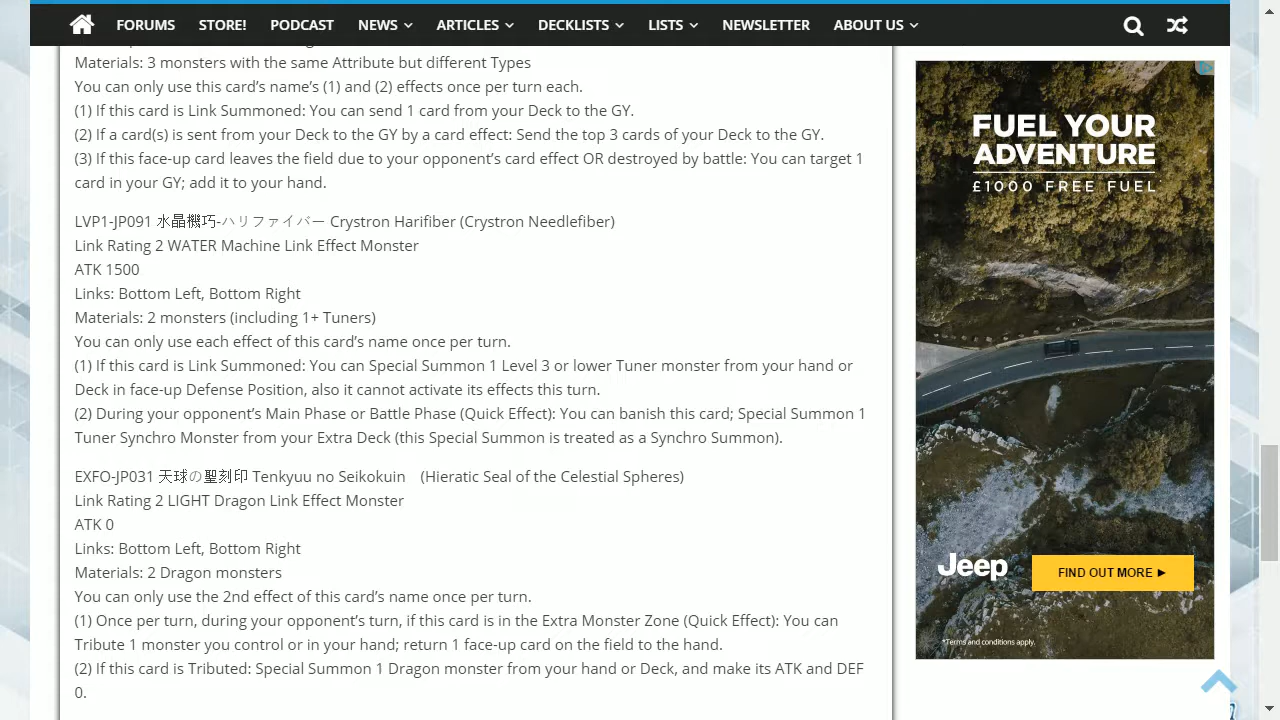 FORUMS STORE! PODCAST NEWS ARTICLES DECKLISTS LISTS NEWSLETTER ABOUT US
Materials: 3 monsters with the same Attribute but different Types
You can only use this card’s name’s (1) and (2) effects once per turn each.
(1) If this card is Link Summoned: You can send 1 card from your Deck to the GY.
(2) If a card(s) is sent from your Deck to the GY by a card effect: Send the top 3 cards of your Deck to the GY.
(3) If this face-up card leaves the field due to your opponent’s card effect OR destroyed by battle: You can target 1
card in your GY; add it to your hand.
LVP1-JP091 水晶機巧-ハリファイバー Crystron Harifiber (Crystron Needlefiber)
Link Rating 2 WATER Machine Link Effect Monster
ATK 1500
Links: Bottom Left, Bottom Right
Materials: 2 monsters (including 1+ Tuners)
You can only use each effect of this card’s name once per turn.
(1) If this card is Link Summoned: You can Special Summon 1 Level 3 or lower Tuner monster from your hand or
Deck in face-up Defense Position, also it cannot activate its effects this turn.
(2) During your opponent’s Main Phase or Battle Phase (Quick Effect): You can banish this card; Special Summon 1
Tuner Synchro Monster from your Extra Deck (this Special Summon is treated as a Synchro Summon).
EXFO-JP031 天球の聖刻印 Tenkyuu no Seikokuin　(Hieratic Seal of the Celestial Spheres)
Link Rating 2 LIGHT Dragon Link Effect Monster
ATK 0
Links: Bottom Left, Bottom Right
Materials: 2 Dragon monsters
You can only use the 2nd effect of this card’s name once per turn.
(1) Once per turn, during your opponent’s turn, if this card is in the Extra Monster Zone (Quick Effect): You can
Tribute 1 monster you control or in your hand; return 1 face-up card on the field to the hand.
(2) If this card is Tributed: Special Summon 1 Dragon monster from your hand or Deck, and make its ATK and DEF
0.
FUEL YOUR
ADVENTURE
£1000 FREE FUEL
Jeep
FIND OUT MORE ►
*Terms and conditions apply.